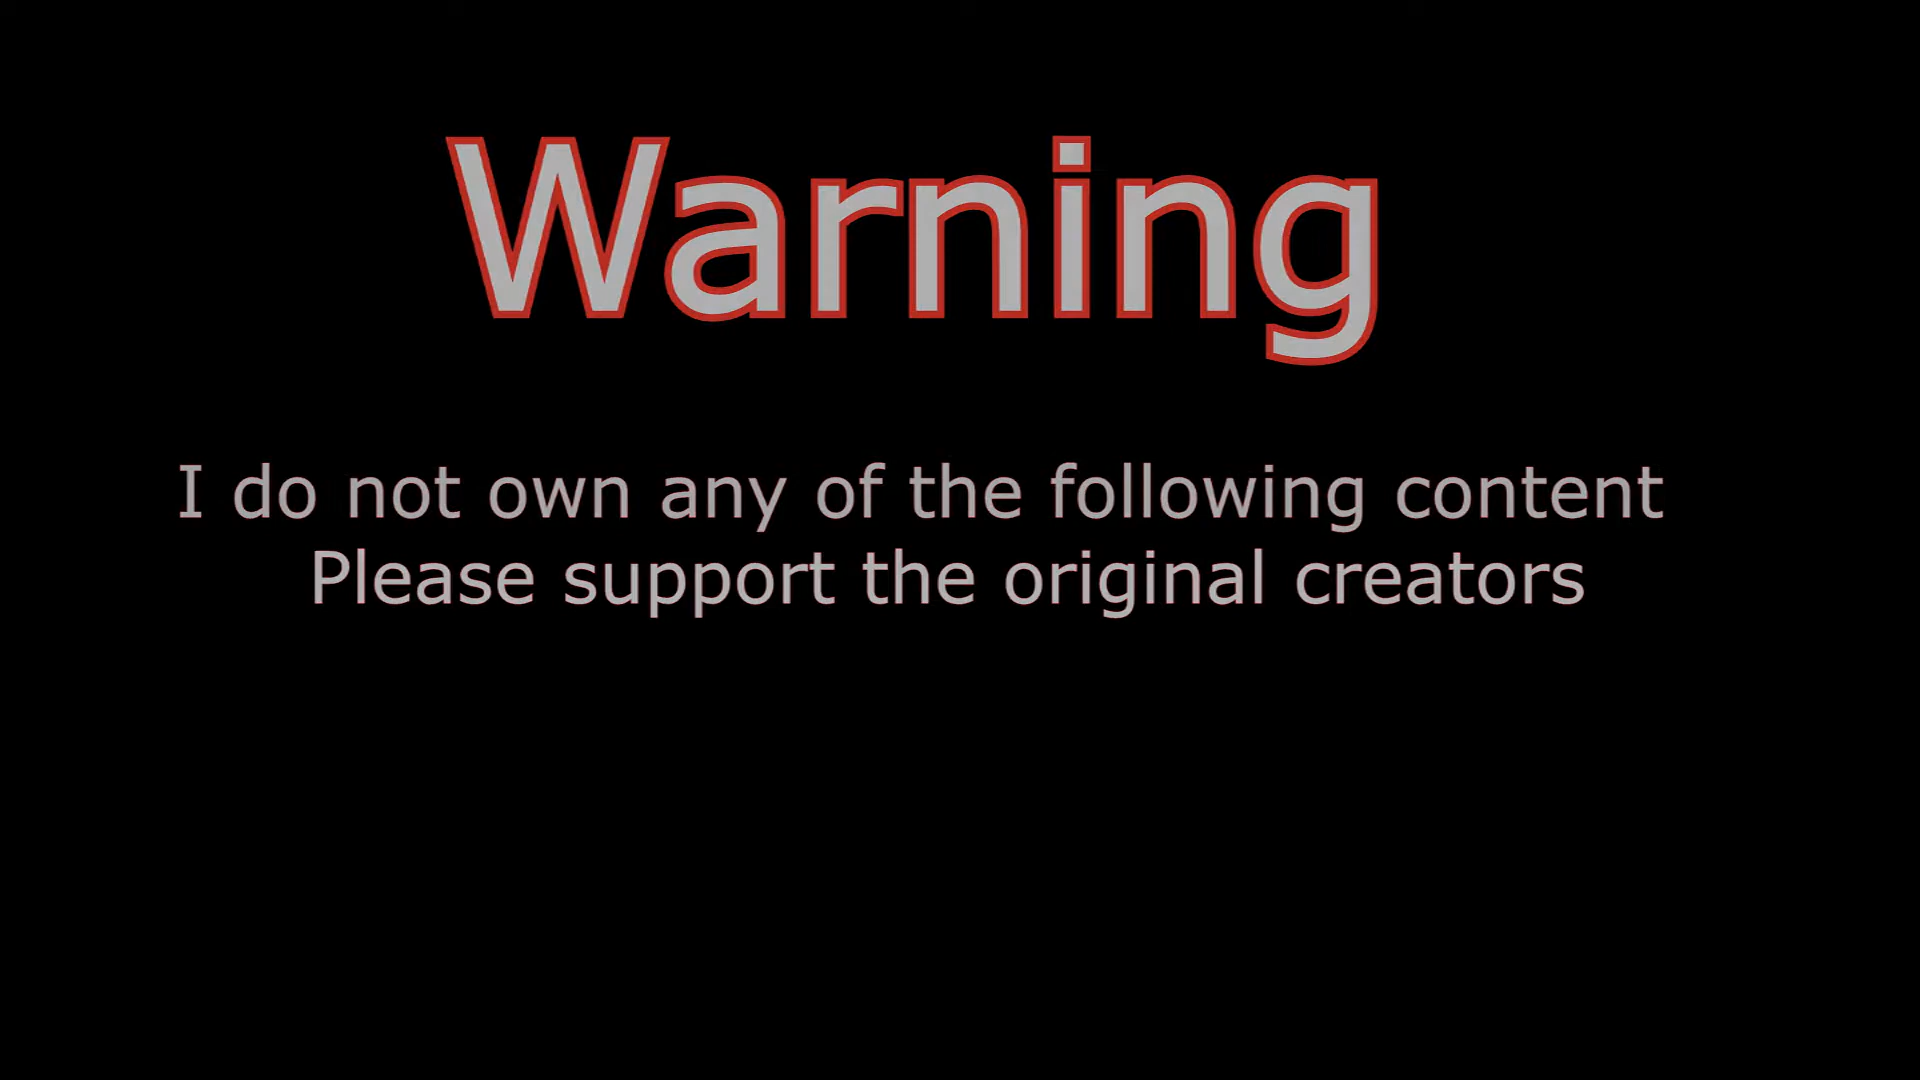 Warning
I do not own any of the following content
Please support the original creators